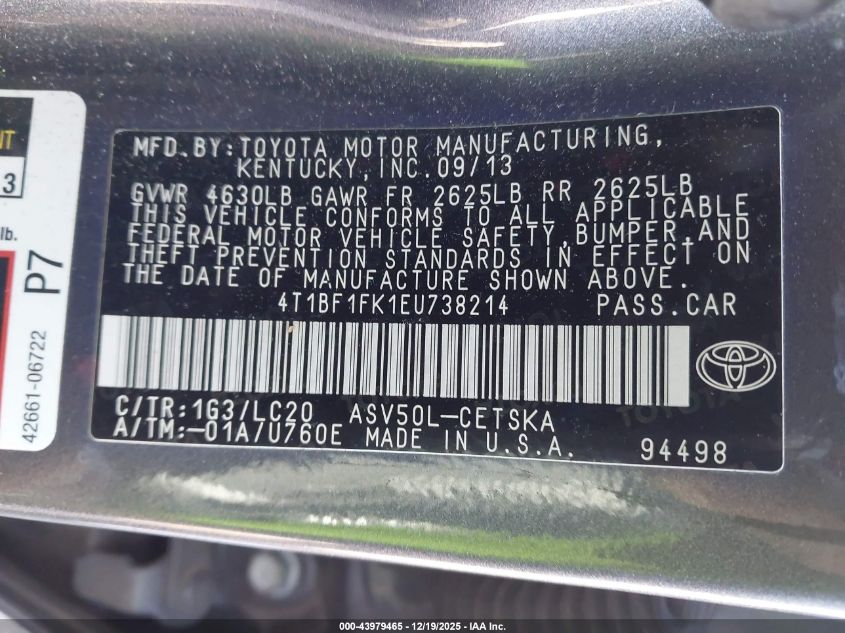 MFD.BY:TOYOTA MOTOR MANUFACTURING,
KENTUCKY,INC.09/13
GVWR 4630LB GAWR FR 2625LB RR 2625LB
THIS VEHICLE CONFORMS TO ALL APPLICABLE
FEDERAL MOTOR VEHICLE SAFETY,BUMPER,AND
THEFT PREVENTION STANDARDS IN EFFECT ON
THE DATE OF MANUFACTURE SHOWN ABOVE.
4T1BF1FK1EU738214 PASS.CAR
C/TR:1G3/LC20 ASV50L-CETSKA
A/TM:-01A/U760E MADE IN U.S.A. 94498
3
lb.
P7
42661-06722
000-43979465 - 12/19/2025 - IAA Inc.